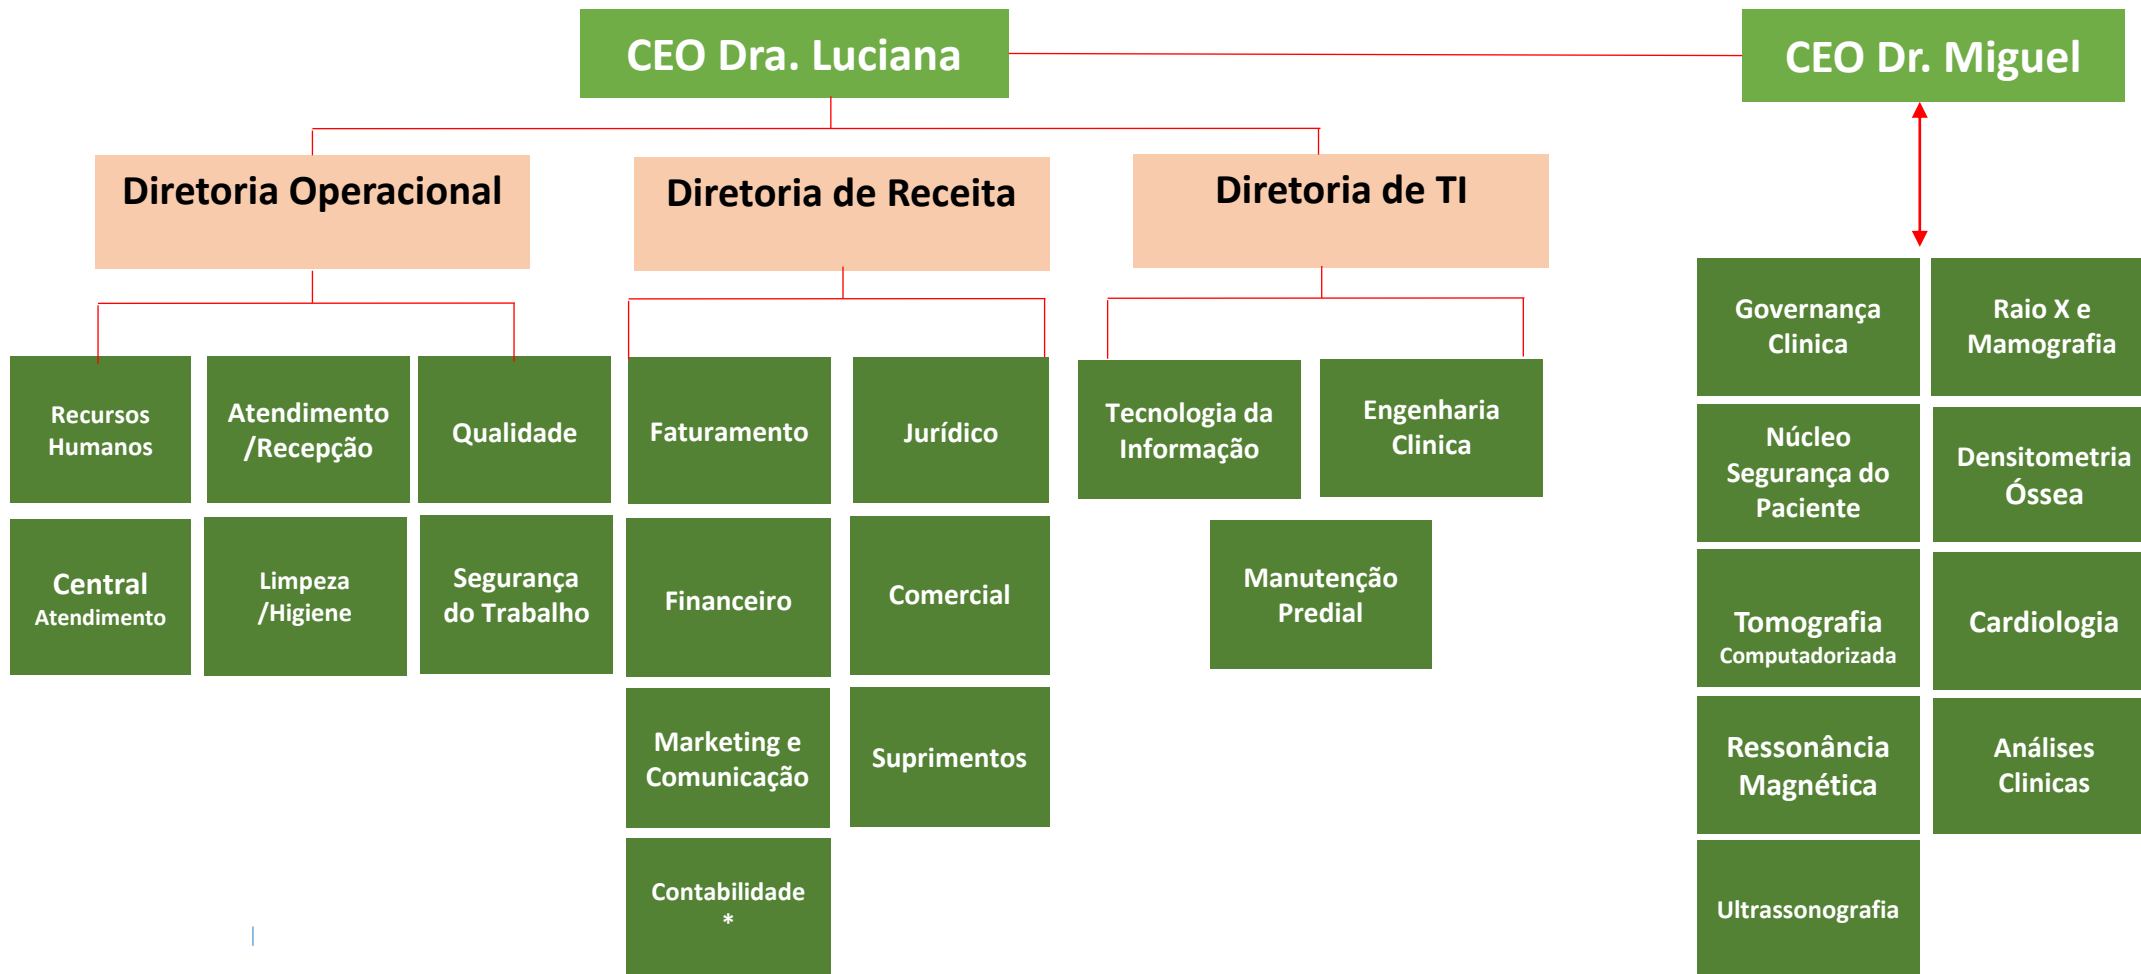 CEO Dra. Luciana
CEO Dr. Miguel
Diretoria Operacional
Diretoria de Receita
Diretoria de TI
Recursos
Humanos
Atendimento
/Recepção
Qualidade
Central
Atendimento
Limpeza
/Higiene
Segurança
do Trabalho
Faturamento
Jurídico
Financeiro
Comercial
Marketing e
Comunicação
Suprimentos
Contabilidade
*
Tecnologia da
Informação
Engenharia
Clinica
Manutenção
Predial
Governança
Clinica
Raio X e
Mamografia
Núcleo
Segurança do
Paciente
Densitometria
Óssea
Tomografia
Computadorizada
Cardiologia
Ressonância
Magnética
Análises
Clinicas
Ultrassonografia